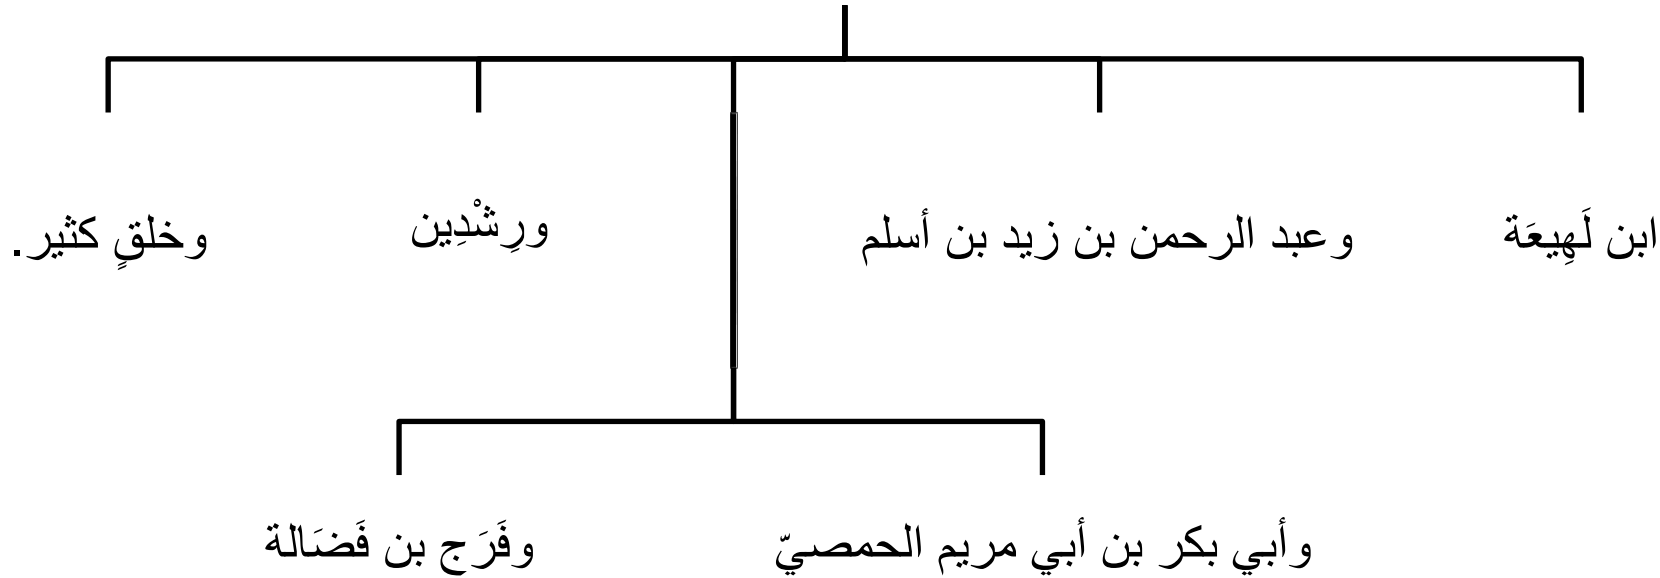 ابن لَهِيعَة
وعبد الرحمن بن زيد بن أسلم
ورِشْدِين
وخلقٍ كثير.
وأبي بكر بن أبي مريم الحمصيّ
وفَرَج بن فَضَالة